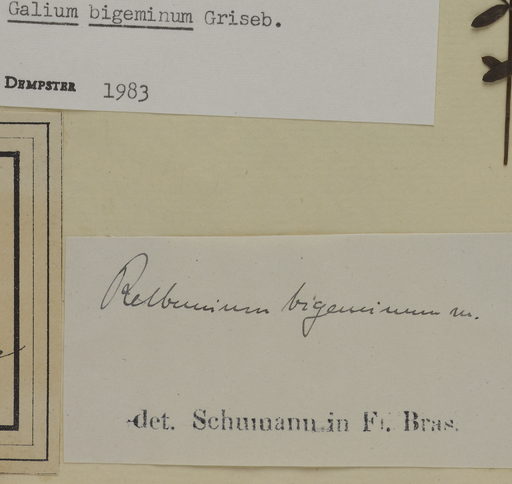 Galium bigeminum Griseb.
DEMPSTER 1983
Relbunium bigeminum m.
det. Schumann in Fl. Bras.